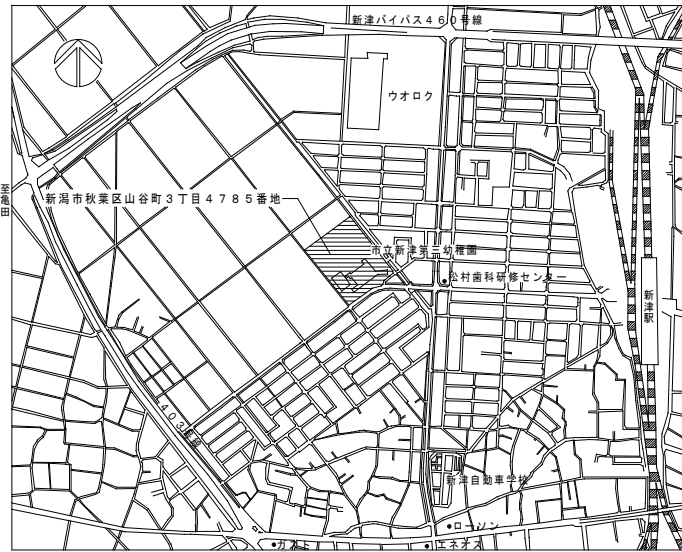 新津バイパス460号線
ウオロク
至亀田
新潟市秋葉区山谷町3丁目4785番地
市立新津第三幼稚園
松村歯科研修センター
新津駅
403号線
新津自動車学校
ローソン
ガスト
エネオス